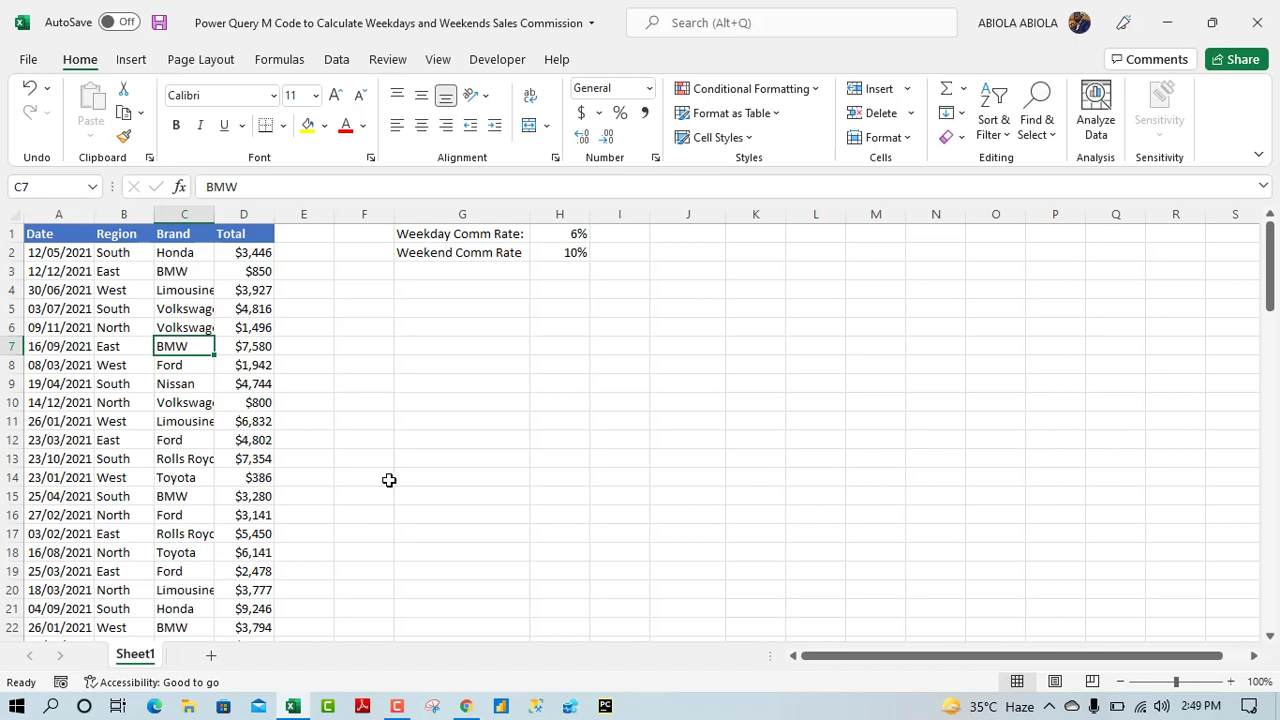 AutoSave Off Power Query M Code to Calculate Weekdays and Weekends Sales Commission Search (Alt+Q) ABIOLA ABIOLA
File Home Insert Page Layout Formulas Data Review View Developer Help Power Pivot Comments Share
Paste Calibri 11 A A ab General Conditional Formatting Insert Sort & Find & Analyze Sensitivity
B I U A $ % Format as Table Delete Filter Select Data
Cell Styles Format
Undo Clipboard Font Alignment Number Styles Cells Editing Analysis Sensitivity
C7 fx BMW
A B C D E F G H I J K L M N O P Q R S
1 Date Region Brand Total Weekday Comm Rate: 6%
2 12/05/2021 South Honda $3,446 Weekend Comm Rate 10%
3 12/12/2021 East BMW $850
4 30/06/2021 West Limousine $3,927
5 03/07/2021 South Volkswage $4,816
6 09/11/2021 North Volkswage $1,496
7 16/09/2021 East BMW $7,580
8 08/03/2021 West Ford $1,942
9 19/04/2021 South Nissan $4,744
10 14/12/2021 North Volkswage $800
11 26/01/2021 West Limousine $6,832
12 23/03/2021 East Ford $4,802
13 23/10/2021 South Rolls Royc $7,354
14 23/01/2021 West Toyota $386
15 25/04/2021 South BMW $3,280
16 27/02/2021 North Ford $3,141
17 03/02/2021 East Rolls Royc $5,450
18 16/08/2021 North Toyota $6,141
19 25/03/2021 East Ford $2,478
20 18/03/2021 North Limousine $3,777
21 04/09/2021 South Honda $9,246
22 26/01/2021 West BMW $3,794
Sheet1
Ready Accessibility: Good to go 100%
PC 35°C Haze 2:49 PM